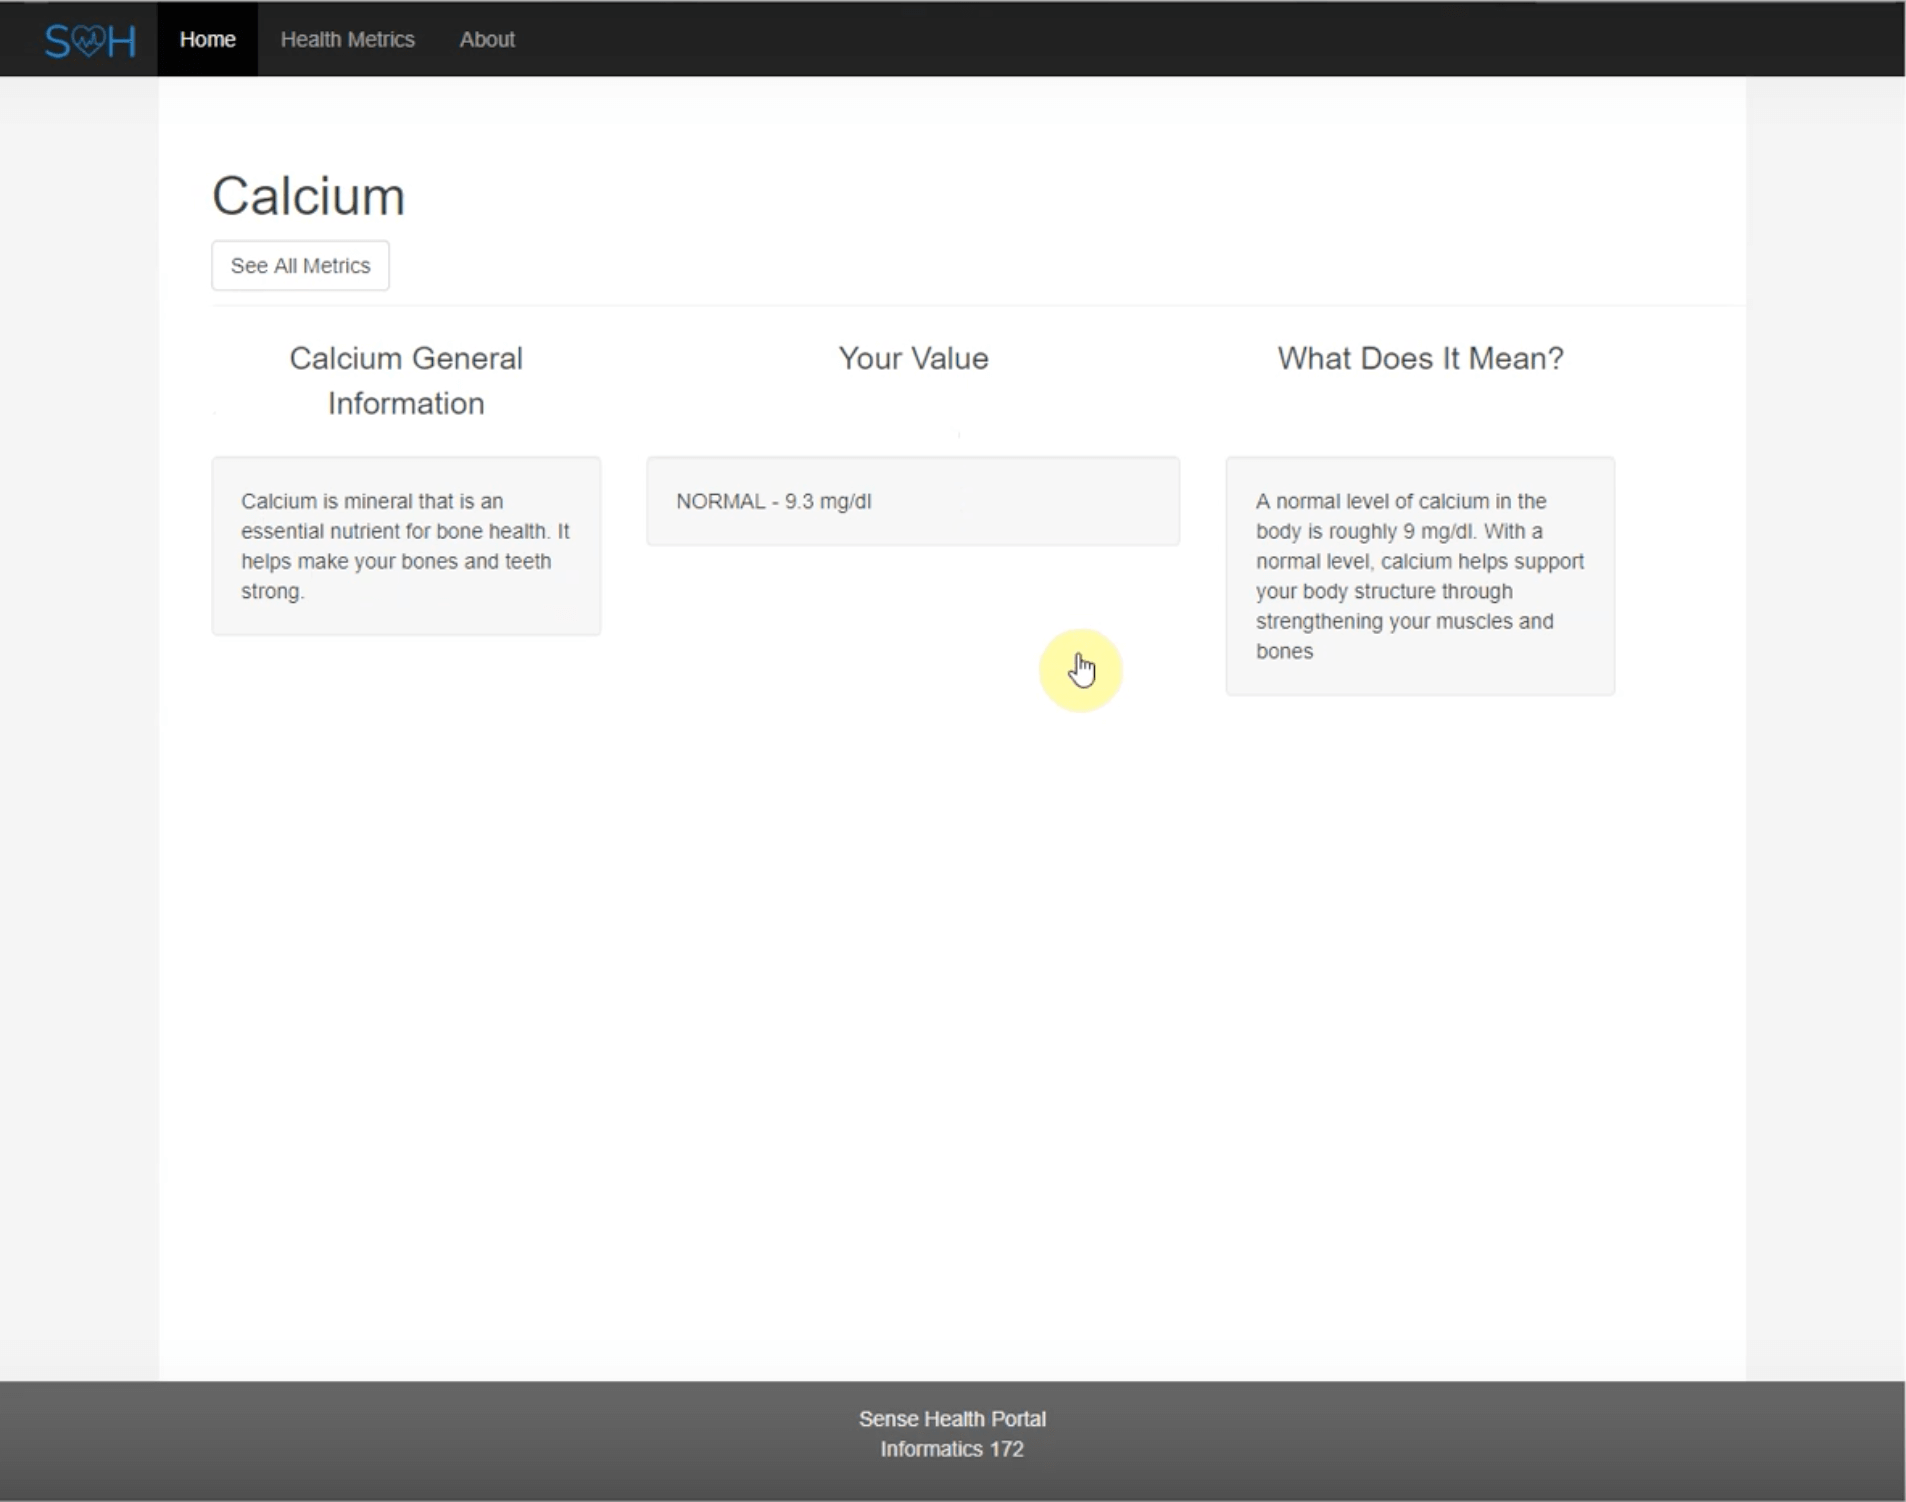 S H
Home
Health Metrics
About
Calcium
See All Metrics
Calcium General
Information
Calcium is mineral that is an
essential nutrient for bone health. It
helps make your bones and teeth
strong.
Your Value
NORMAL - 9.3 mg/dl
What Does It Mean?
A normal level of calcium in the
body is roughly 9 mg/dl. With a
normal level, calcium helps support
your body structure through
strengthening your muscles and
bones
Sense Health Portal
Informatics 172